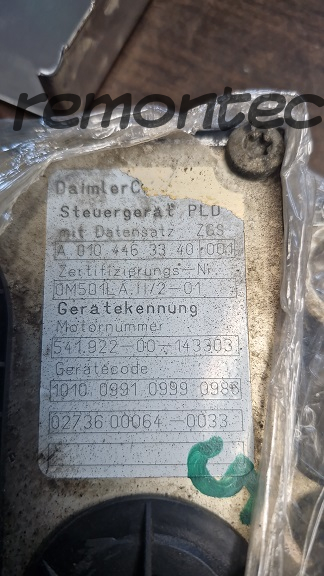 remontec
DaimlerC
Steuergerät PLD
mit Datensatz ZGS
A 010 446 33 40 001
Zertifizierungs-Nr.
OM501LA.II/2-01
Gerätekennung
Motornummer
541.922-00-143303
Gerätecode
1010 0991 0999 0986
02736 00064 -0033